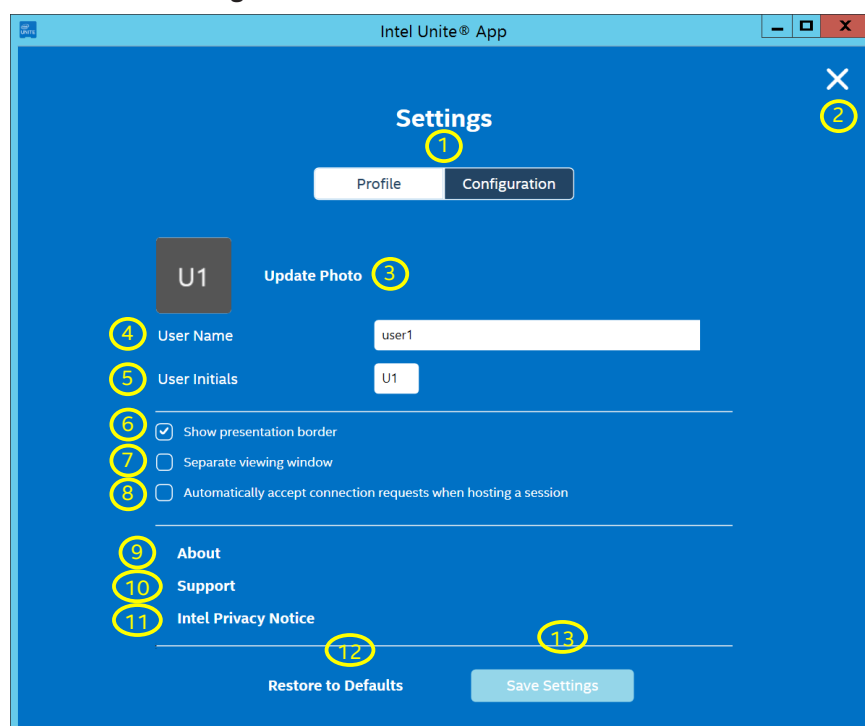 Intel Unite® App
Settings
2
1
Profile Configuration
U1 Update Photo 3
4 User Name user1
5 User Initials U1
6 Show presentation border
7 Separate viewing window
8 Automatically accept connection requests when hosting a session
9 About
10 Support
11 Intel Privacy Notice
12 13
Restore to Defaults Save Settings